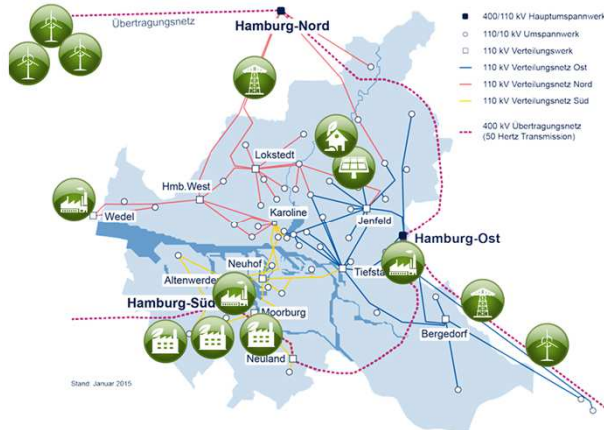 Übertragungsnetz
Hamburg-Nord
400/110 kV Hauptumspannwerk
110/10 kV Umspannwerk
110 kV Verteilungswerk
110 kV Verteilungsnetz Ost
110 kV Verteilungsnetz Nord
110 kV Verteilungsnetz Süd
400 kV Übertragungsnetz
(50 Hertz Transmission)
Lokstedt
Hmb.West
Wedel
Karoline
Jenfeld
Hamburg-Ost
Neuhof
Tiefsta
Altenwerder
Hamburg-Süd
Moorburg
Bergedorf
Neuland
Stand: Januar 2015